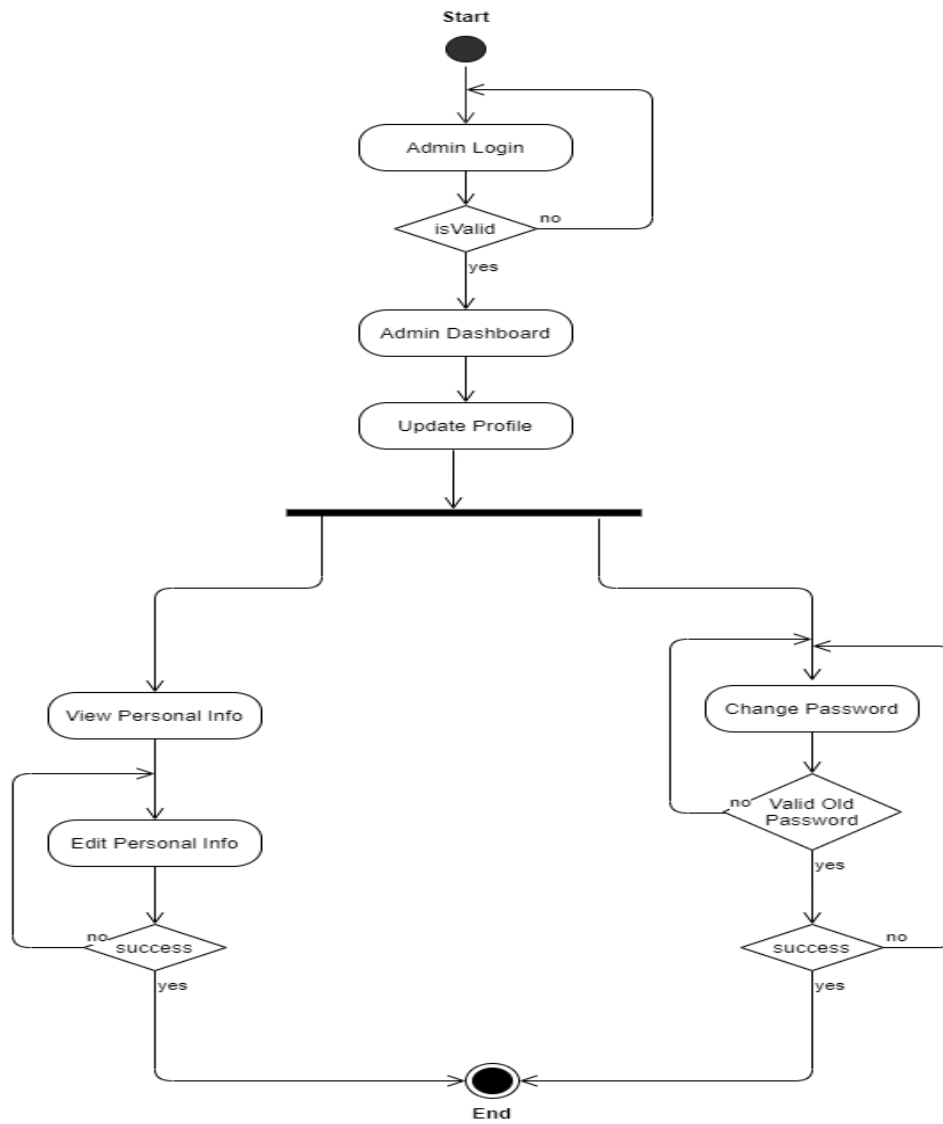 Start
Admin Login
isValid
no
yes
Admin Dashboard
Update Profile
View Personal Info
Edit Personal Info
no
success
yes
Change Password
no
Valid Old
Password
yes
success
no
yes
End